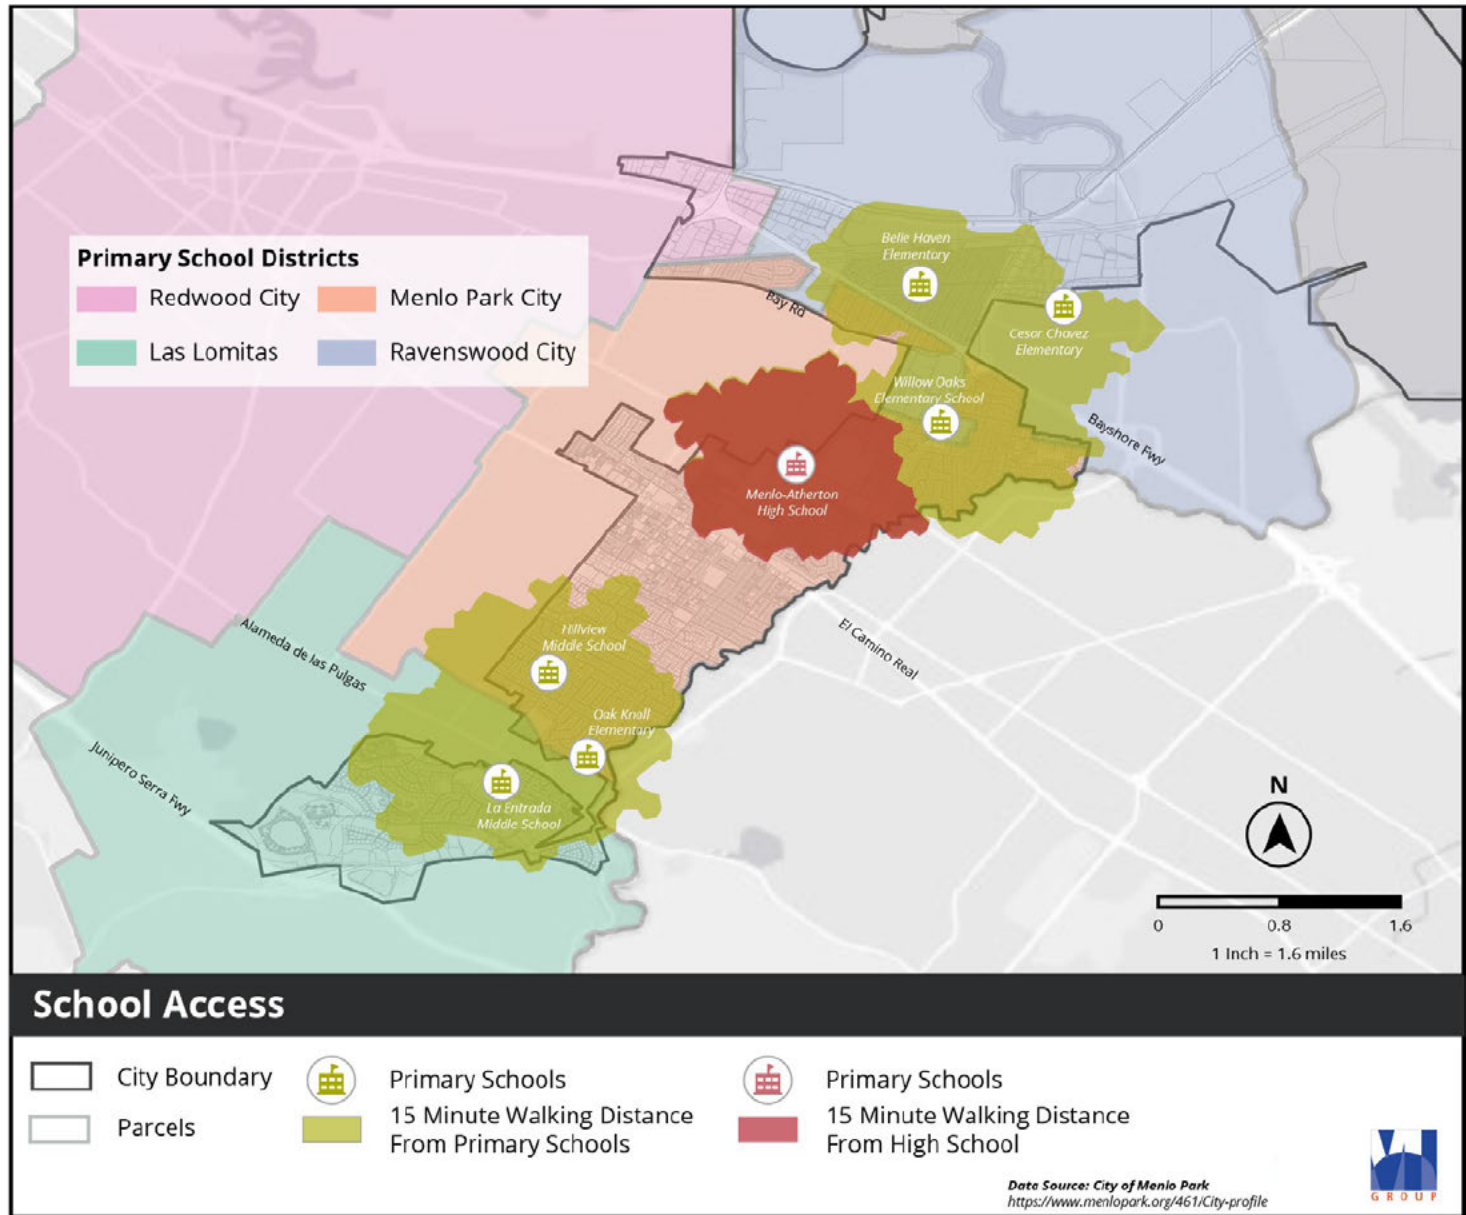 Primary School Districts
Redwood City
Menlo Park City
Las Lomitas
Ravenswood City
Belle Haven
Elementary
Bay Rd
Cesar Chavez
Elementary
Willow Oaks
Elementary School
Bayshore Fwy
Menlo-Atherton
High School
Hillview
Middle School
El Camino Real
Alameda de las Pulgas
Oak Knoll
Elementary
Junipero Serra Fwy
La Entrada
Middle School
N
0 0.8 1.6
1 Inch = 1.6 miles
School Access
City Boundary
Parcels
Primary Schools
15 Minute Walking Distance
From Primary Schools
Primary Schools
15 Minute Walking Distance
From High School
Data Source: City of Menlo Park
https://www.menlopark.org/461/City-profile
GROUP